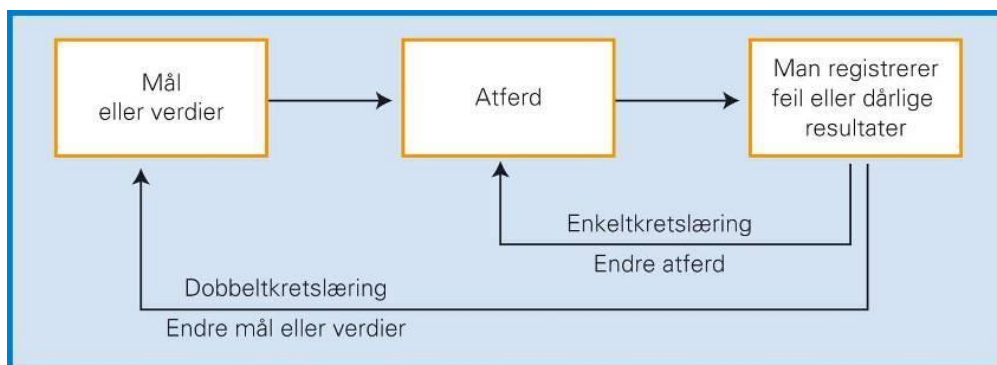 Mål
eller verdier
Atferd
Man registrerer
feil eller dårlige
resultater
Enkeltkretslæring
Endre atferd
Dobbeltkretslæring
Endre mål eller verdier